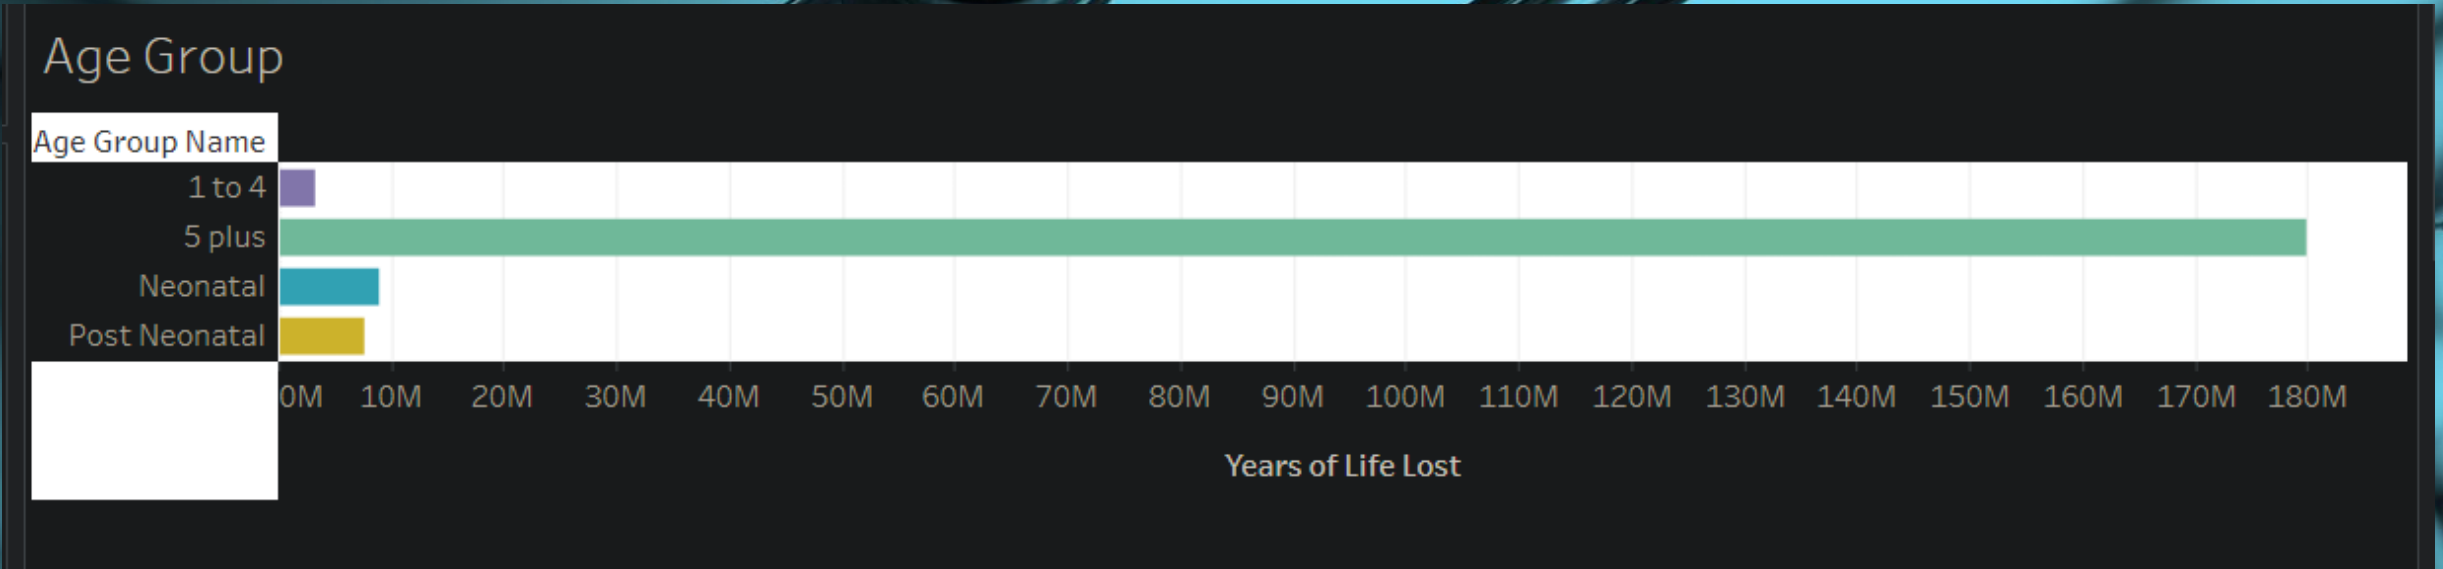 Age Group
Age Group Name
1 to 4
5 plus
Neonatal
Post Neonatal
0M 10M 20M 30M 40M 50M 60M 70M 80M 90M 100M 110M 120M 130M 140M 150M 160M 170M 180M
Years of Life Lost